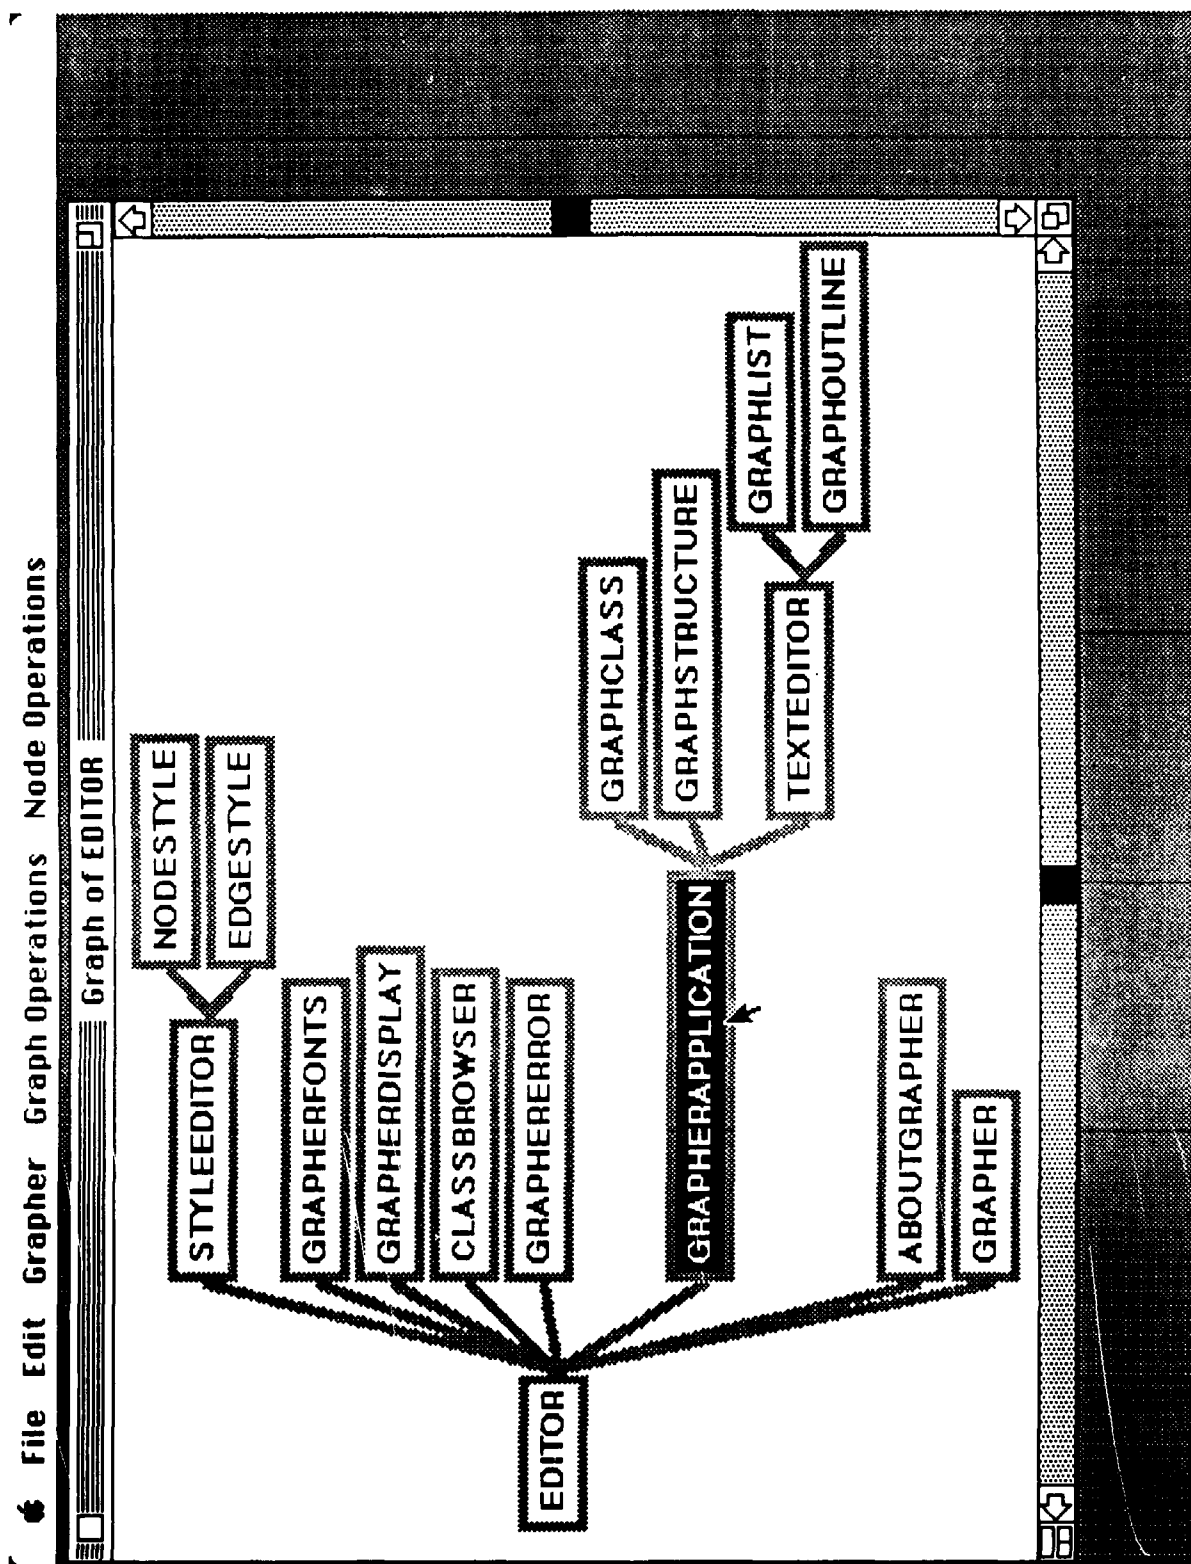 File Edit Grapher Graph Operations Node Operations
Graph of EDITOR
NODESTYLE
STYLEEDITOR
EDGESTYLE
GRAPHERFONTS
GRAPHERDISPLAY
CLASSBROWSER
GRAPHERERROR
EDITOR
GRAPHCLASS
GRAPHSTRUCTURE
GRAPHERAPPLICATION
GRAPHLIST
TEXTEDITOR
GRAPHOUTLINE
ABOUTGRAPHER
GRAPHER